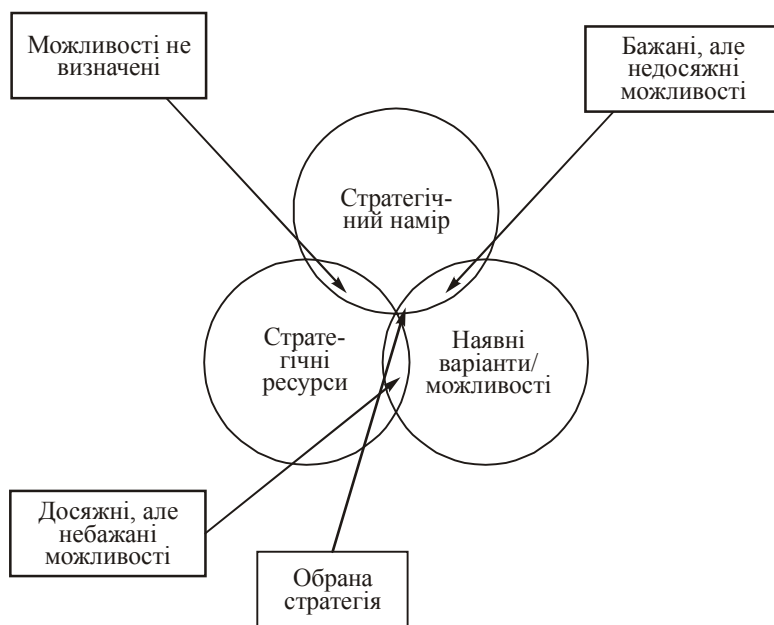 Можливості не
визначені
Бажані, але
недосяжні
можливості
Стратегіч-
ний намір
Страте-
гічні
ресурси
Наявні
варіанти/
можливості
Досяжні, але
небажані
можливості
Обрана
стратегія